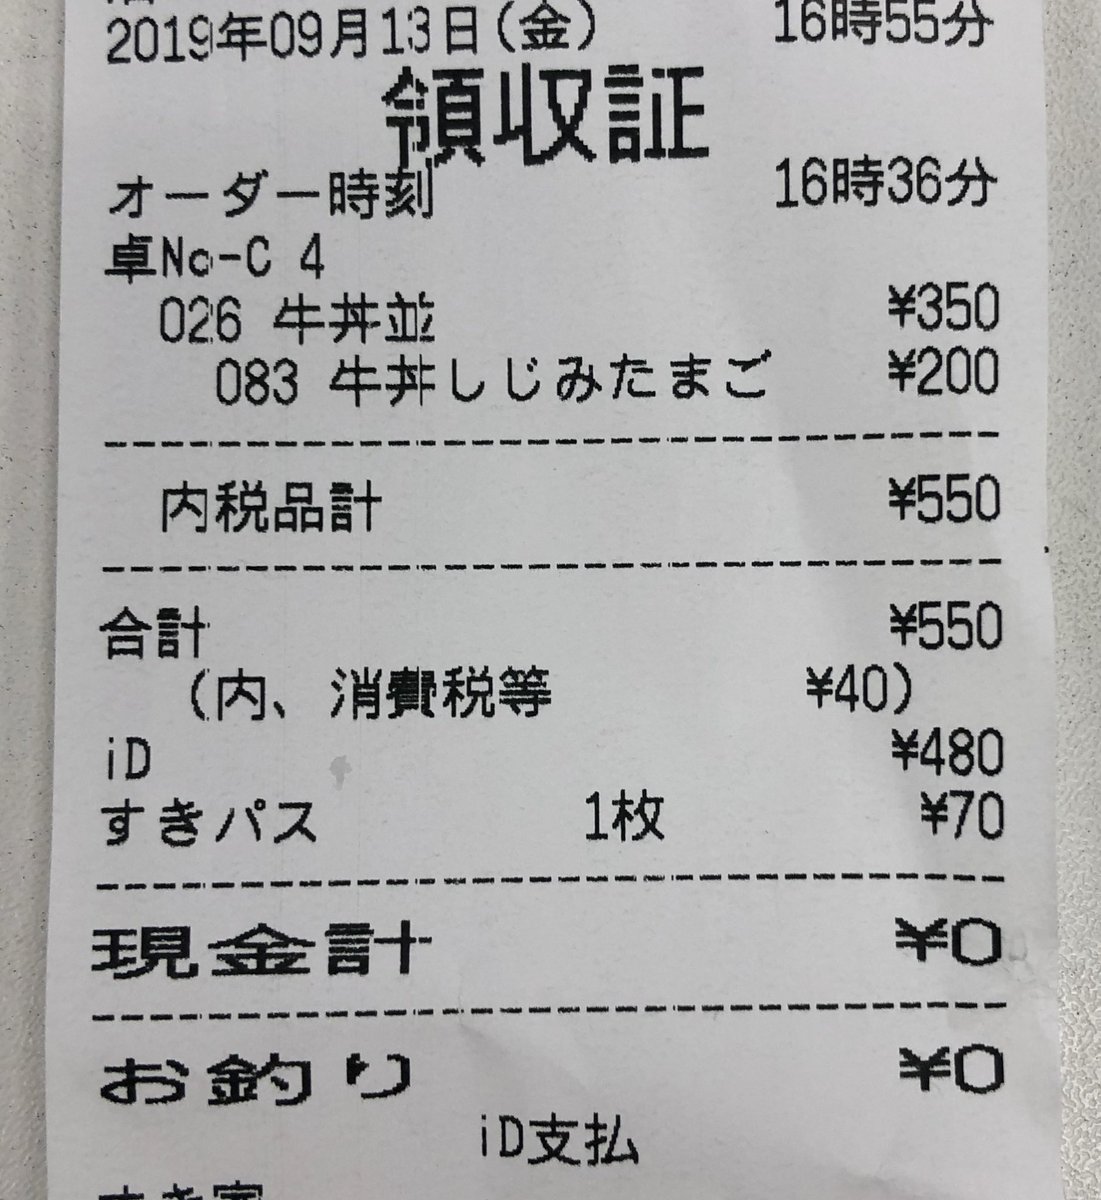 2019年09月13日(金) 16時55分
領収証
オーダー時刻 16時36分
卓No-C 4
026 牛丼並 ¥350
083 牛丼しじみたまご ¥200
内税品計 ¥550
合計 ¥550
(内、消費税等 ¥40)
iD ¥480
すきパス 1枚 ¥70
現金計 ¥0
お釣り ¥0
iD支払